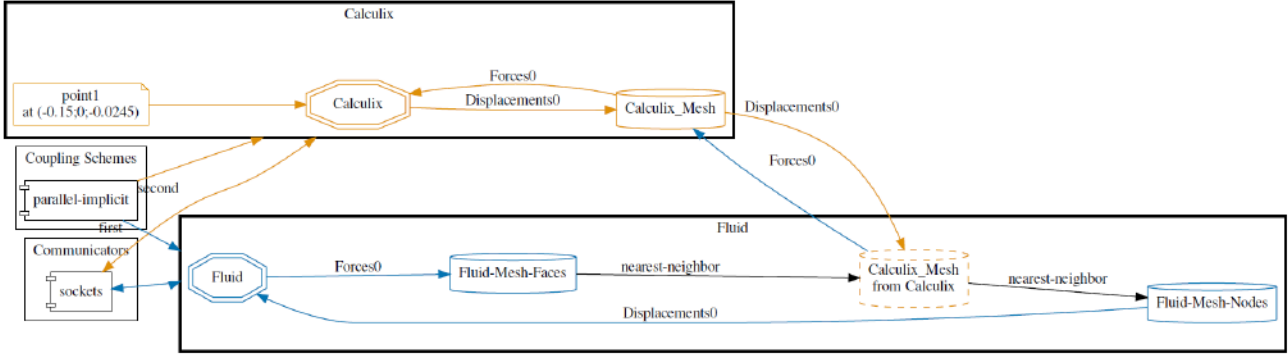 Calculix
point1
at (-0.15;0;-0.0245)
Calculix
Forces0
Displacements0
Calculix_Mesh
Displacements0
Coupling Schemes
parallel-implicit
second
first
Forces0
Communicators
sockets
Fluid
Fluid
Forces0
Fluid-Mesh-Faces
nearest-neighbor
Calculix_Mesh
from Calculix
nearest-neighbor
Fluid-Mesh-Nodes
Displacements0